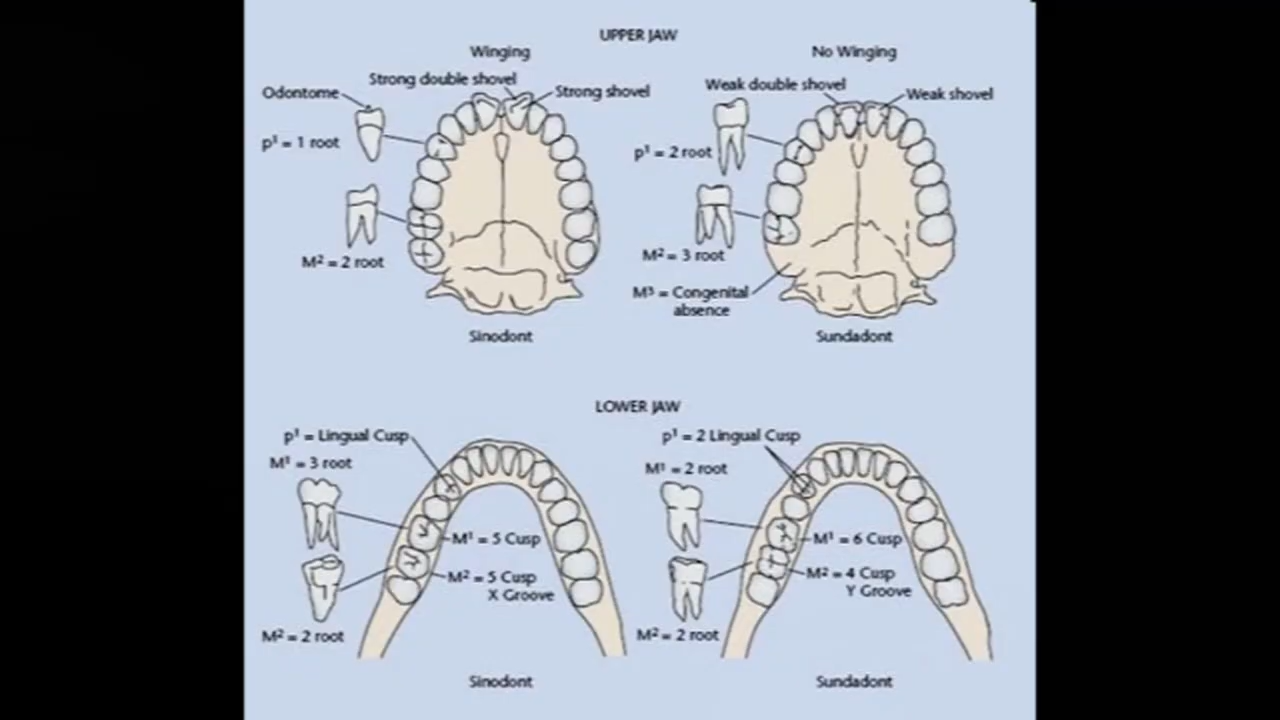 UPPER JAW
Winging
Strong double shovel
Odontome
Strong shovel
p¹ = 1 root
M² = 2 root
Sinodont
No Winging
Weak double shovel
Weak shovel
p¹ = 2 root
M² = 3 root
M³ = Congenital
absence
Sundadont
LOWER JAW
p¹ = Lingual Cusp
M¹ = 3 root
M¹ = 5 Cusp
M² = 5 Cusp
X Groove
M² = 2 root
Sinodont
p¹ = 2 Lingual Cusp
M¹ = 2 root
M¹ = 6 Cusp
M² = 4 Cusp
Y Groove
M² = 2 root
Sundadont